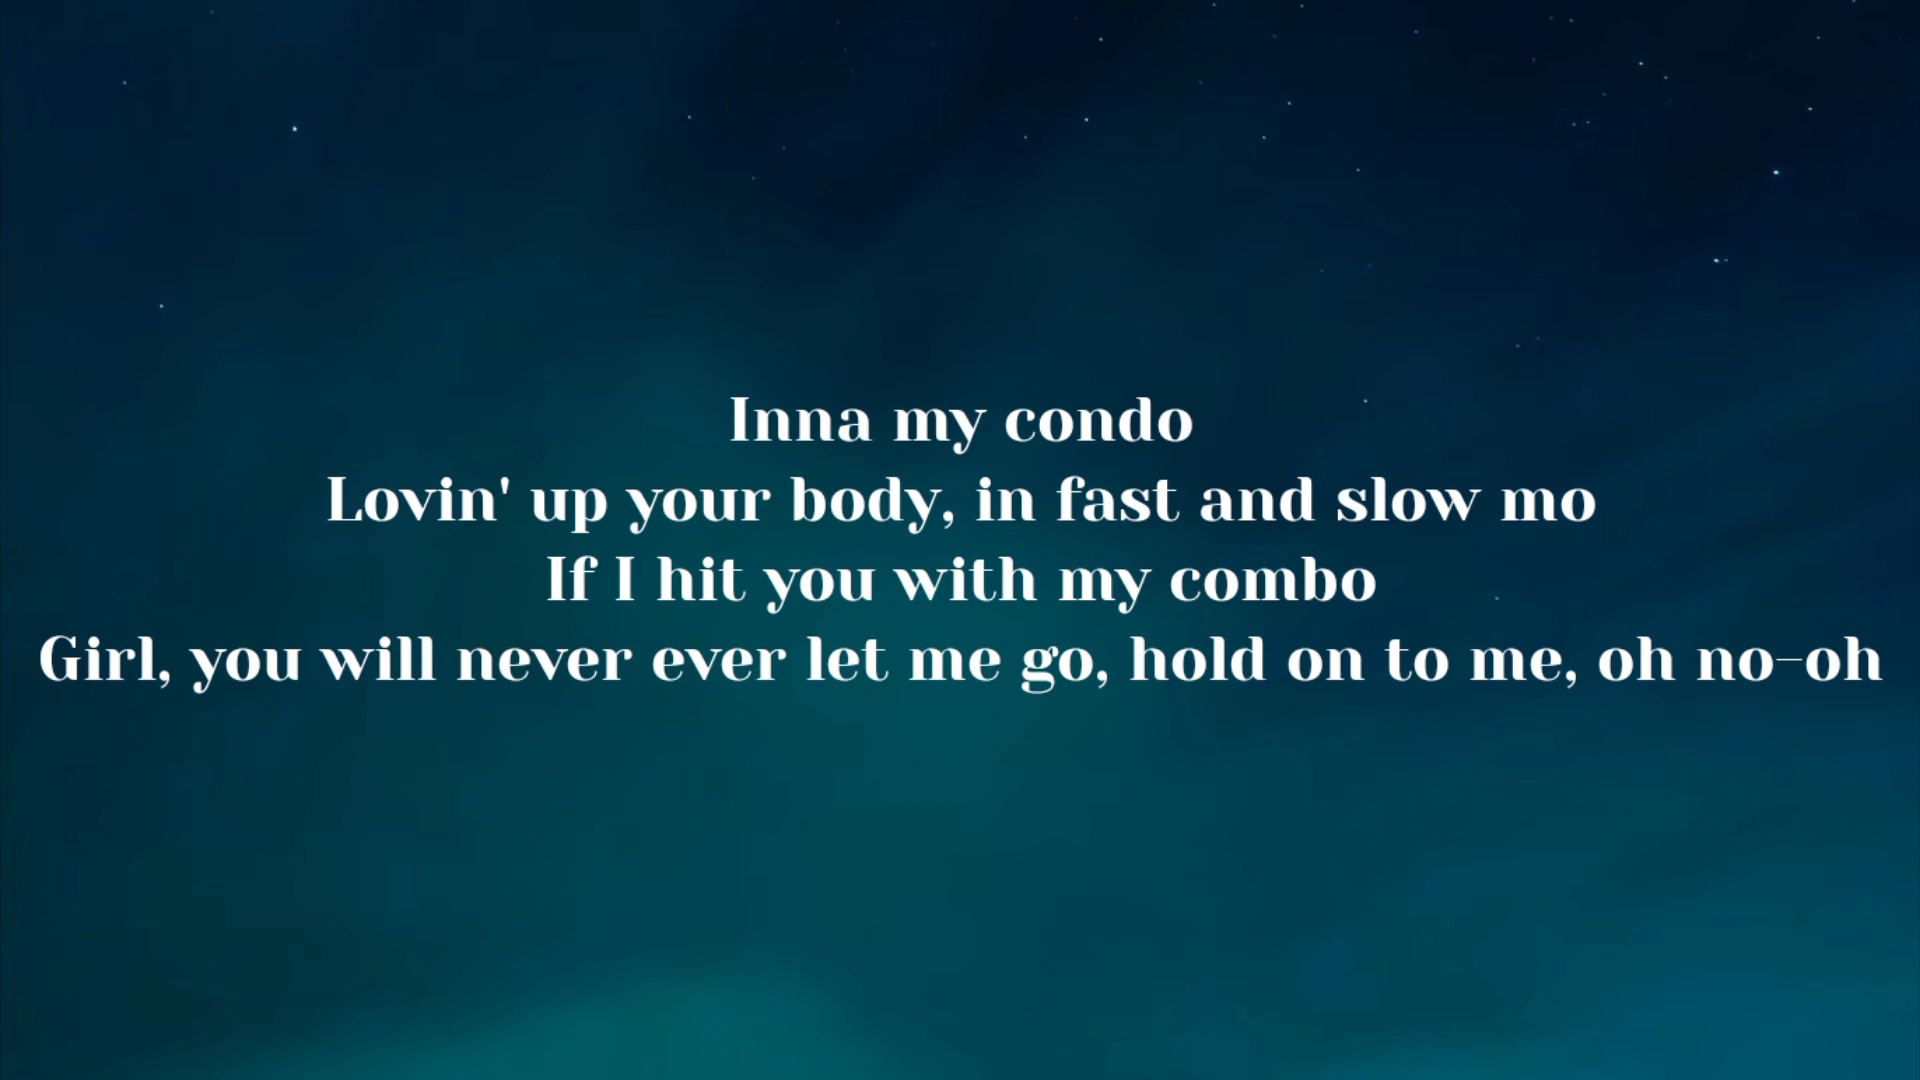 Inna my condo
Lovin' up your body, in fast and slow mo
If I hit you with my combo
Girl, you will never ever let me go, hold on to me, oh no-oh